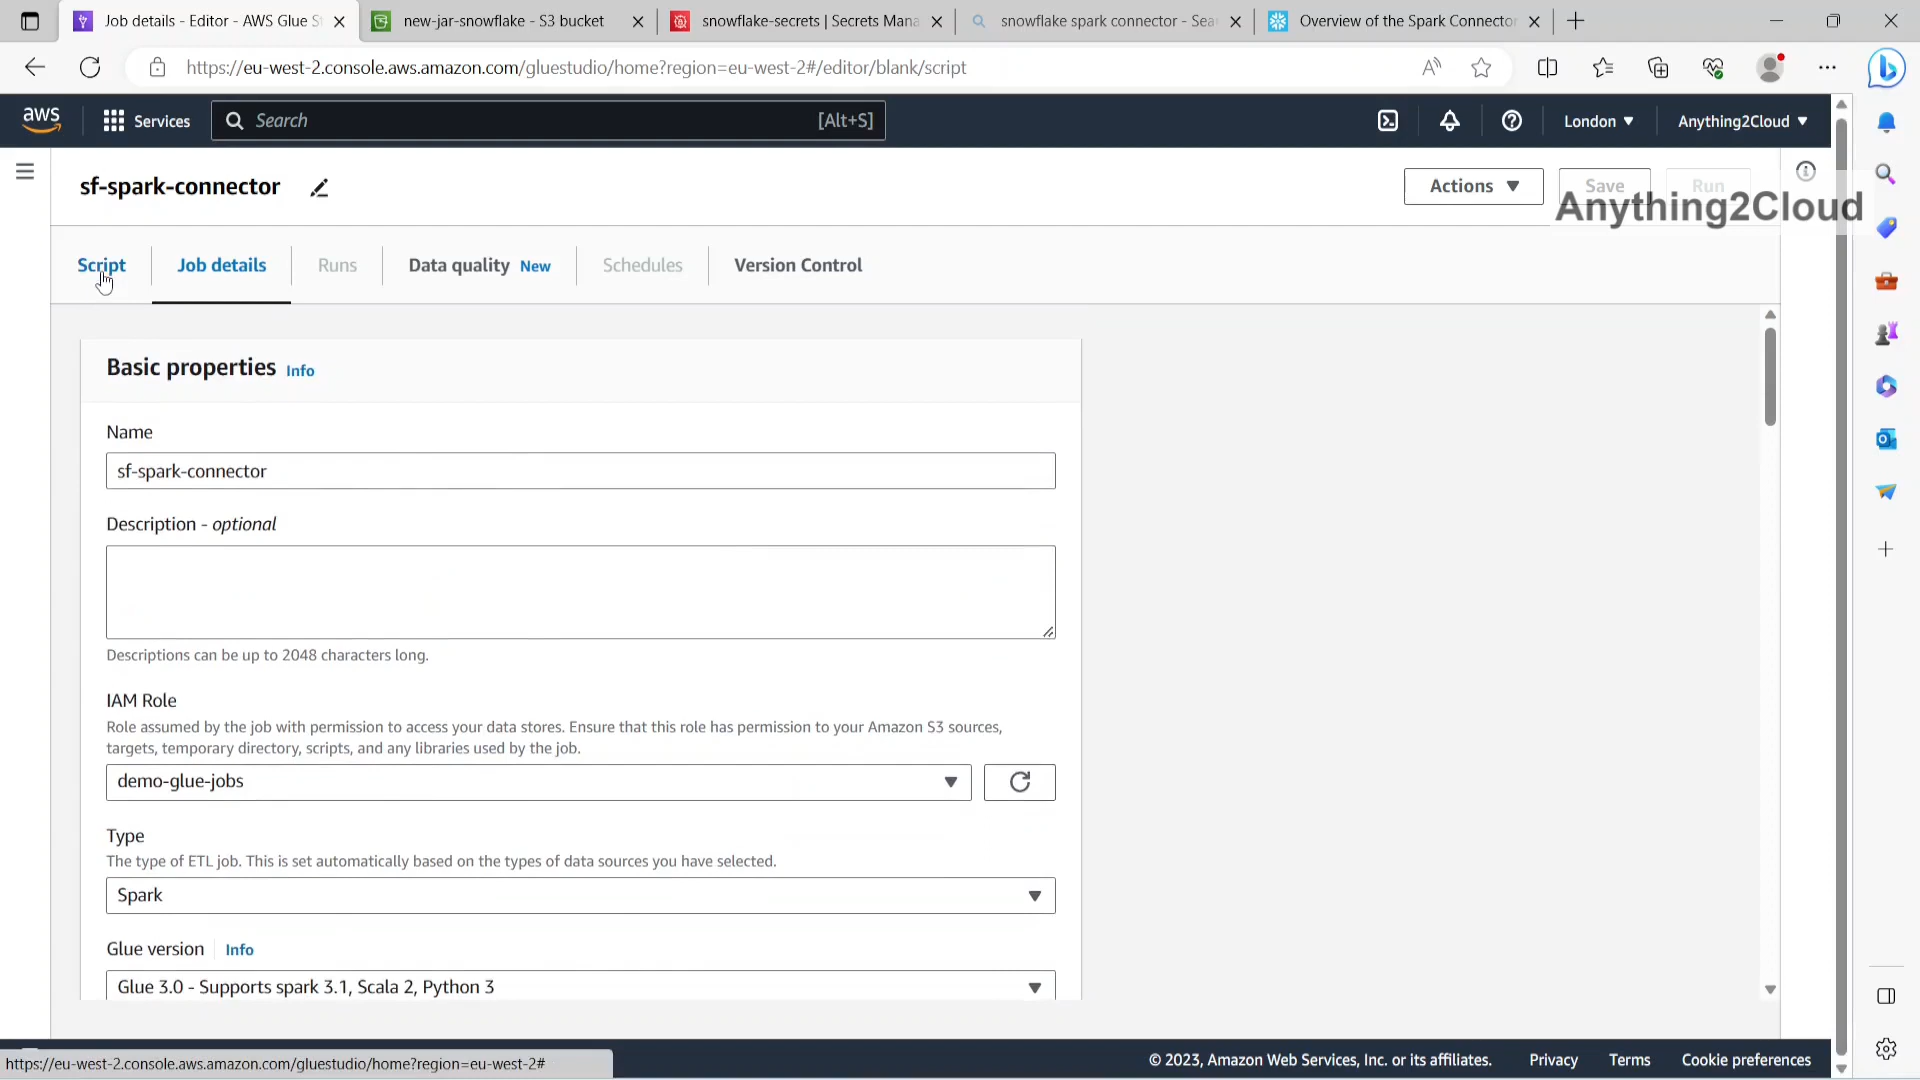 Job details - Editor - AWS Glue S
new-jar-snowflake - S3 bucket
snowflake-secrets | Secrets Mana
snowflake spark connector - Sea
Overview of the Spark Connector
https://eu-west-2.console.aws.amazon.com/gluestudio/home?region=eu-west-2#/editor/blank/script
aws
Services
Search
[Alt+S]
London
Anything2Cloud
sf-spark-connector
Actions
Save
Run
Anything2Cloud
Script
Job details
Runs
Data quality New
Schedules
Version Control
Basic properties Info
Name
sf-spark-connector
Description - optional
Descriptions can be up to 2048 characters long.
IAM Role
Role assumed by the job with permission to access your data stores. Ensure that this role has permission to your Amazon S3 sources,
targets, temporary directory, scripts, and any libraries used by the job.
demo-glue-jobs
Type
The type of ETL job. This is set automatically based on the types of data sources you have selected.
Spark
Glue version Info
Glue 3.0 - Supports spark 3.1, Scala 2, Python 3
https://eu-west-2.console.aws.amazon.com/gluestudio/home?region=eu-west-2#
© 2023, Amazon Web Services, Inc. or its affiliates.
Privacy
Terms
Cookie preferences